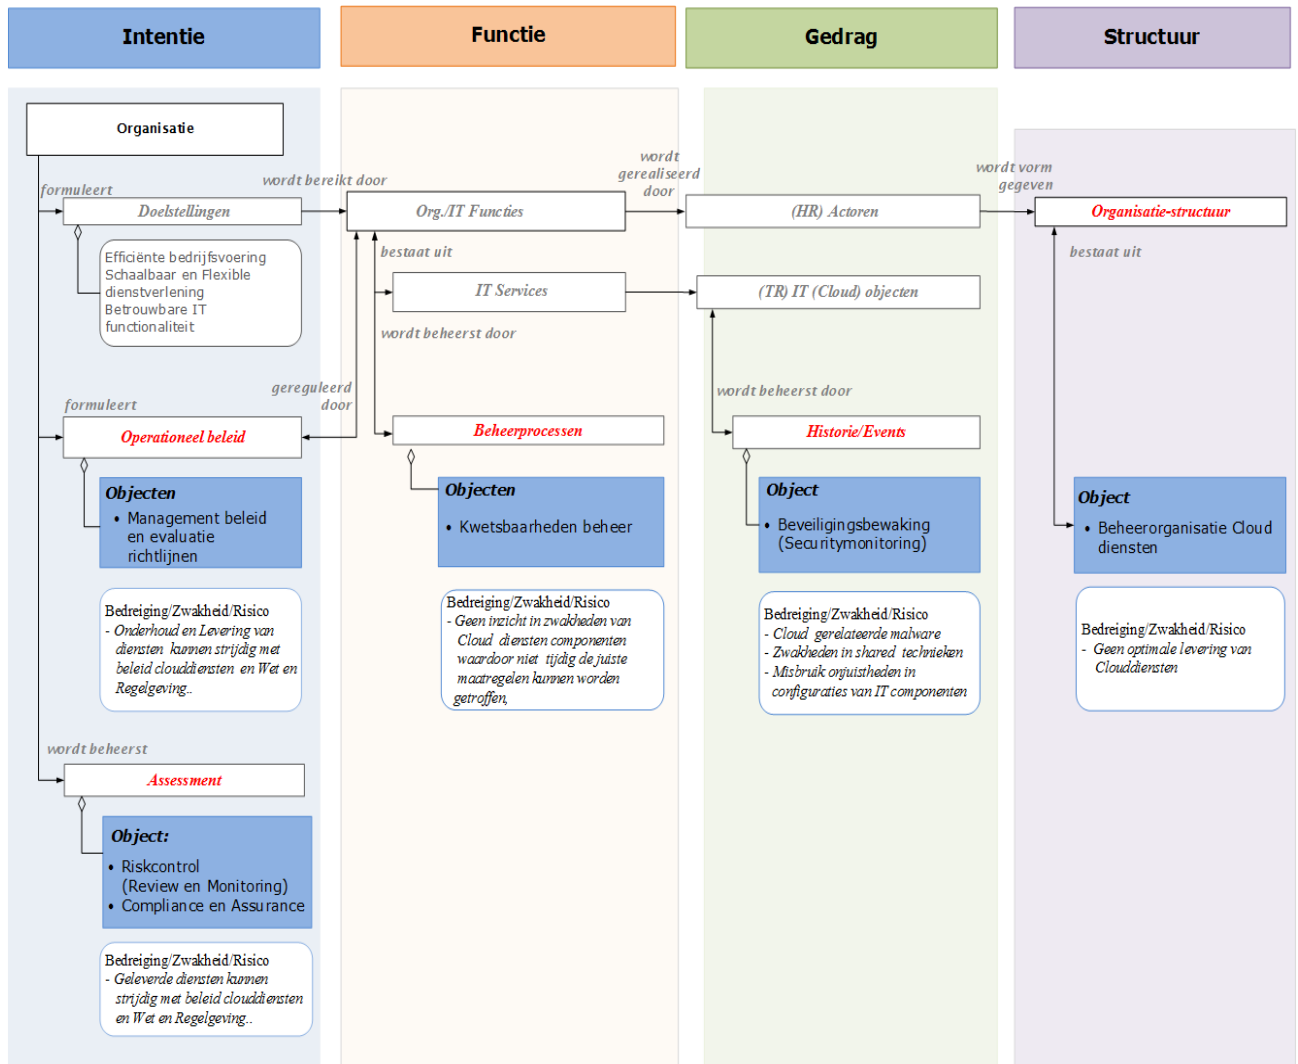 Intentie
Functie
Gedrag
Structuur
Organisatie
formuleert
Doelstellingen
Efficiënte bedrijfsvoering
Schaalbaar en Flexible
dienstverlening
Betrouwbare IT
functionaliteit
wordt bereikt door
Org./IT Functies
bestaat uit
IT Services
wordt beheerst door
wordt
gerealiseerd
door
(HR) Actoren
(TR) IT (Cloud) objecten
wordt vorm
gegeven
Organisatie-structuur
bestaat uit
gereguleerd
door
formuleert
Operationeel beleid
Objecten
• Management beleid
en evaluatie
richtlijnen
Bedreiging/Zwakheid/Risico
- Onderhoud en Levering van
diensten kunnen strijdig met
beleid clouddiensten en Wet en
Regelgeving..
Beheerprocessen
Objecten
• Kwetsbaarheden beheer
Bedreiging/Zwakheid/Risico
- Geen inzicht in zwakheden van
Cloud diensten componenten
waardoor niet tijdig de juiste
maatregelen kunnen worden
getroffen,
wordt beheerst door
Historie/Events
Object
• Beveiligingsbewaking
(Securitymonitoring)
Bedreiging/Zwakheid/Risico
- Cloud gerelateerde malware
- Zwakheden in shared technieken
- Misbruik onjuistheden in
configuraties van IT componenten
Object
• Beheerorganisatie Cloud
diensten
Bedreiging/Zwakheid/Risico
- Geen optimale levering van
Clouddiensten
wordt beheerst
Assessment
Object:
• Riskcontrol
(Review en Monitoring)
• Compliance en Assurance
Bedreiging/Zwakheid/Risico
- Geleverde diensten kunnen
strijdig met beleid clouddiensten
en Wet en Regelgeving..